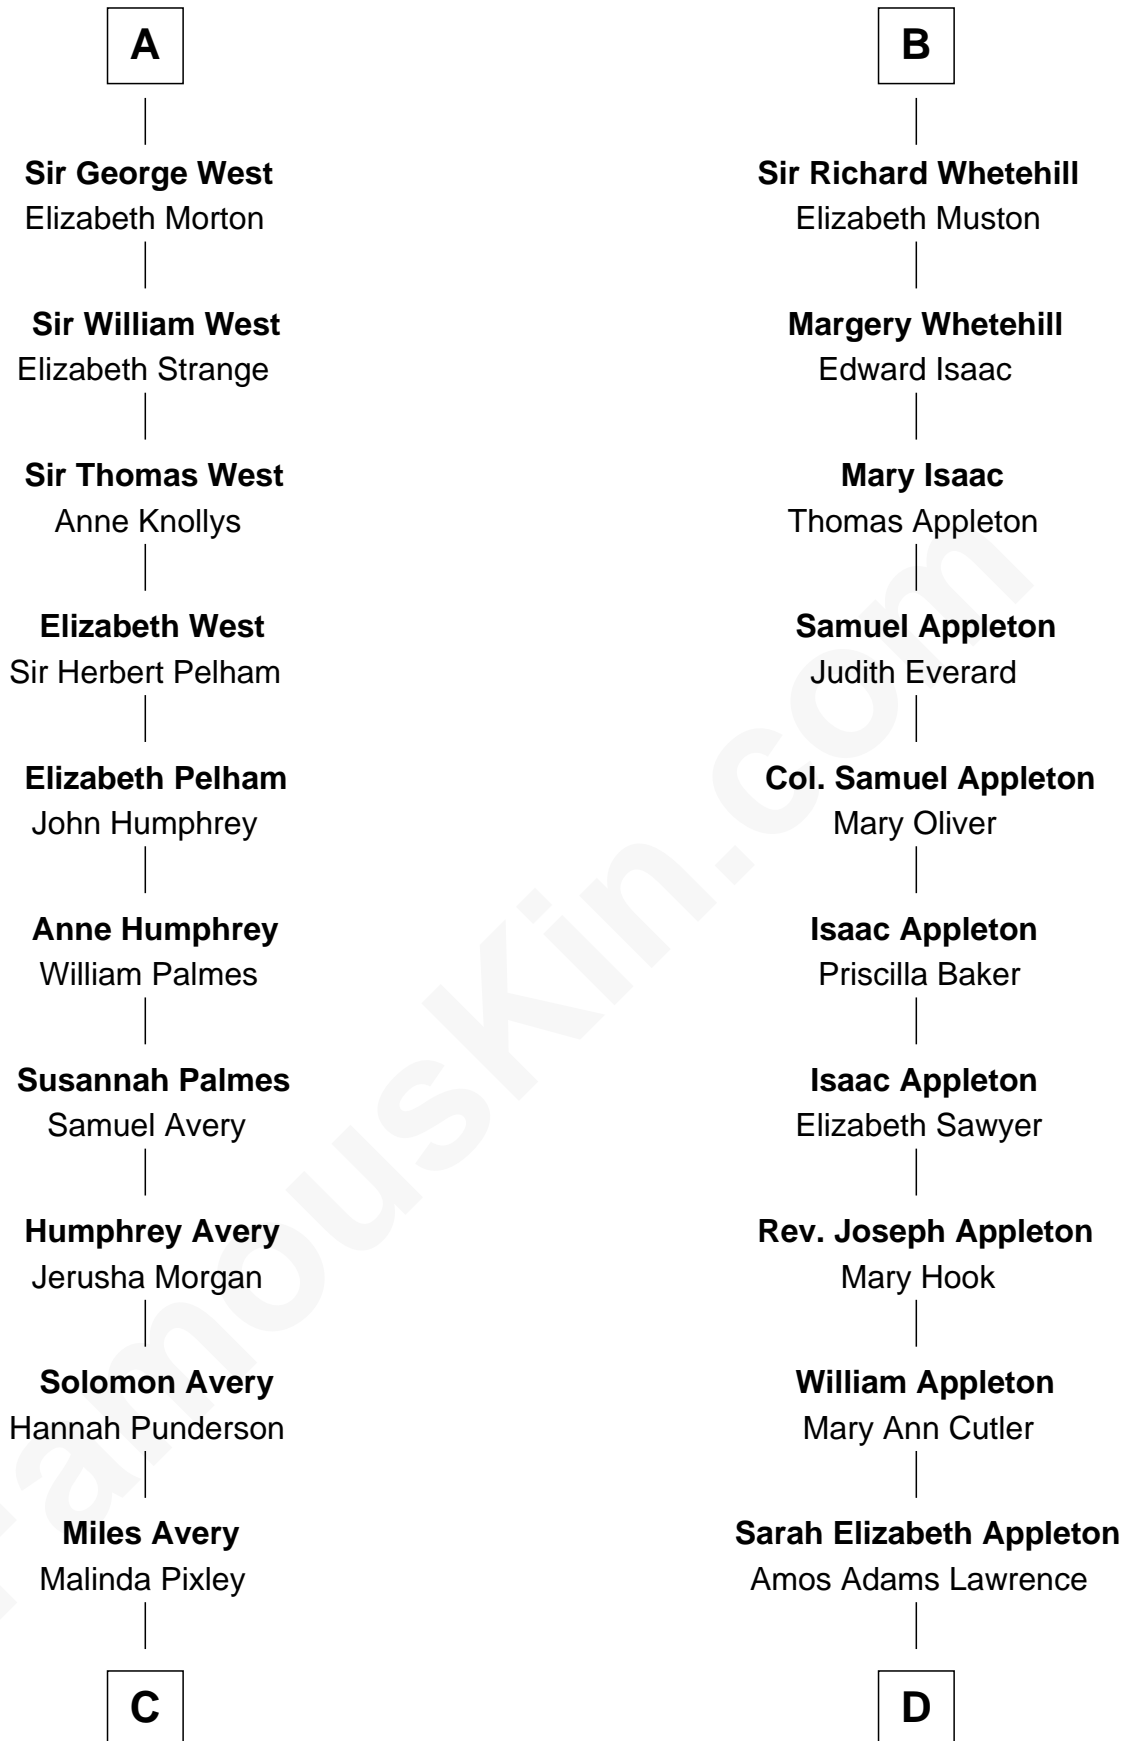 A
Sir George West
Elizabeth Morton
Sir William West
Elizabeth Strange
Sir Thomas West
Anne Knollys
Elizabeth West
Sir Herbert Pelham
Elizabeth Pelham
John Humphrey
Anne Humphrey
William Palmes
Susannah Palmes
Samuel Avery
Humphrey Avery
Jerusha Morgan
Solomon Avery
Hannah Punderson
Miles Avery
Malinda Pixley
C
B
Sir Richard Whetehill
Elizabeth Muston
Margery Whetehill
Edward Isaac
Mary Isaac
Thomas Appleton
Samuel Appleton
Judith Everard
Col. Samuel Appleton
Mary Oliver
Isaac Appleton
Priscilla Baker
Isaac Appleton
Elizabeth Sawyer
Rev. Joseph Appleton
Mary Hook
William Appleton
Mary Ann Cutler
Sarah Elizabeth Appleton
Amos Adams Lawrence
D
FamousKin.com